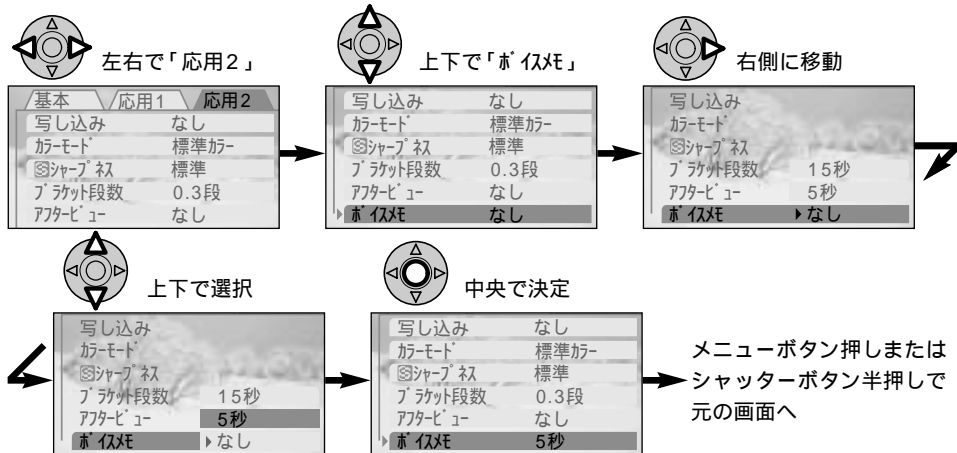 左右で「応用2」
基本 応用1 応用2
写し込み なし
ｶﾗｰﾓｰﾄﾞ 標準ｶﾗｰ
Ⓢｼｬｰﾌﾟﾈｽ 標準
ﾌﾞﾗｹｯﾄ段数 0.3段
ｱﾌﾀｰﾋﾞｭｰ なし
上下で「ﾎﾞｲｽﾒﾓ」
写し込み なし
ｶﾗｰﾓｰﾄﾞ 標準ｶﾗｰ
Ⓢｼｬｰﾌﾟﾈｽ 標準
ﾌﾞﾗｹｯﾄ段数 0.3段
ｱﾌﾀｰﾋﾞｭｰ なし
ﾎﾞｲｽﾒﾓ なし
右側に移動
写し込み
ｶﾗｰﾓｰﾄﾞ
Ⓢｼｬｰﾌﾟﾈｽ
ﾌﾞﾗｹｯﾄ段数 15秒
ｱﾌﾀｰﾋﾞｭｰ 5秒
ﾎﾞｲｽﾒﾓ なし
上下で選択
写し込み
ｶﾗｰﾓｰﾄﾞ
Ⓢｼｬｰﾌﾟﾈｽ
ﾌﾞﾗｹｯﾄ段数 15秒
ｱﾌﾀｰﾋﾞｭｰ 5秒
ﾎﾞｲｽﾒﾓ なし
中央で決定
写し込み なし
ｶﾗｰﾓｰﾄﾞ 標準ｶﾗｰ
Ⓢｼｬｰﾌﾟﾈｽ 標準
ﾌﾞﾗｹｯﾄ段数 0.3段
ｱﾌﾀｰﾋﾞｭｰ なし
ﾎﾞｲｽﾒﾓ 5秒
メニューボタン押しまたは
シャッターボタン半押しで
元の画面へ